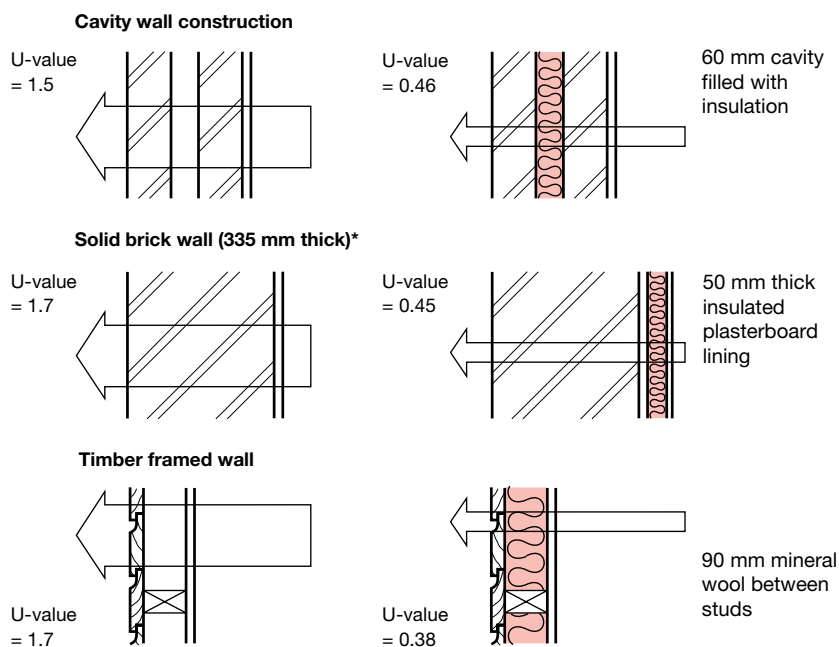 Cavity wall construction
U-value
= 1.5
U-value
= 0.46
60 mm cavity
filled with
insulation
Solid brick wall (335 mm thick)*
U-value
= 1.7
U-value
= 0.45
50 mm thick
insulated
plasterboard
lining
Timber framed wall
U-value
= 1.7
U-value
= 0.38
90 mm mineral
wool between
studs